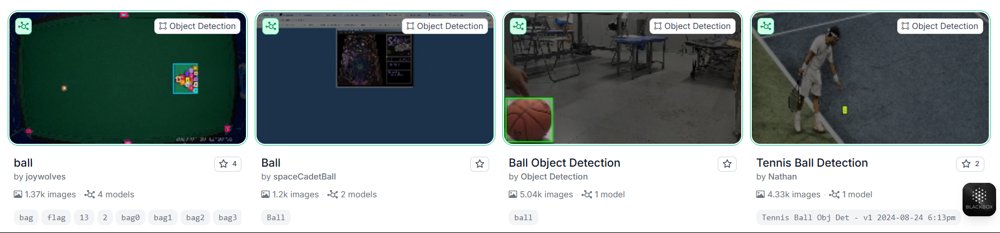 Object Detection
Object Detection
Object Detection
Object Detection
ball
4
by joywolves
1.37k images · 4 models
bag flag 13 2 bag0 bag1 bag2 bag3
Ball
by spaceCadetBall
1.2k images · 2 models
Ball
Ball Object Detection
by Object Detection
5.04k images · 1 model
ball
Tennis Ball Detection
2
by Nathan
4.33k images · 1 model
Tennis Ball Obj Det - v1 2024-08-24 6:13pm
BLACKBOX